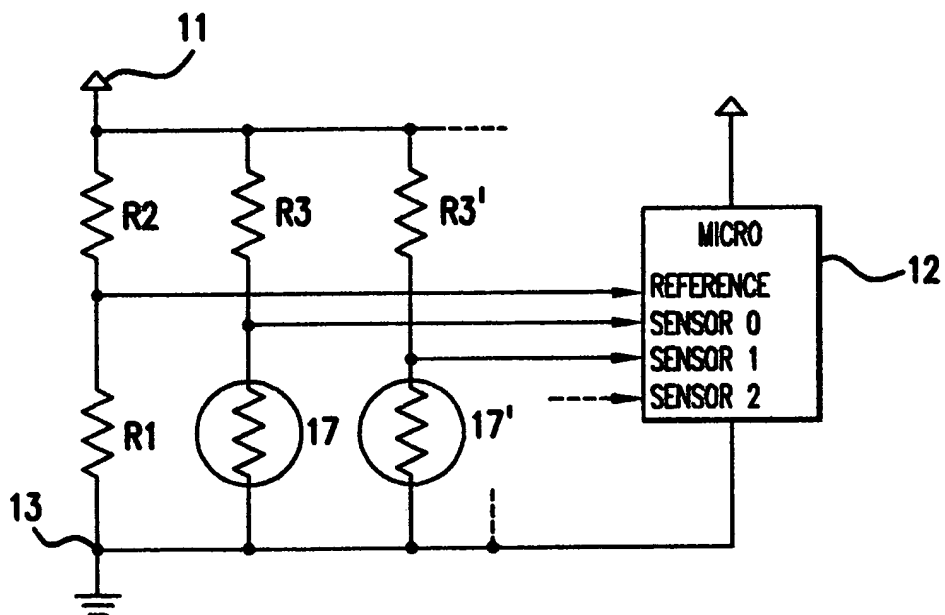 11
R2
R3
R3'
MICRO
12
REFERENCE
SENSOR 0
SENSOR 1
SENSOR 2
R1
17
17'
13